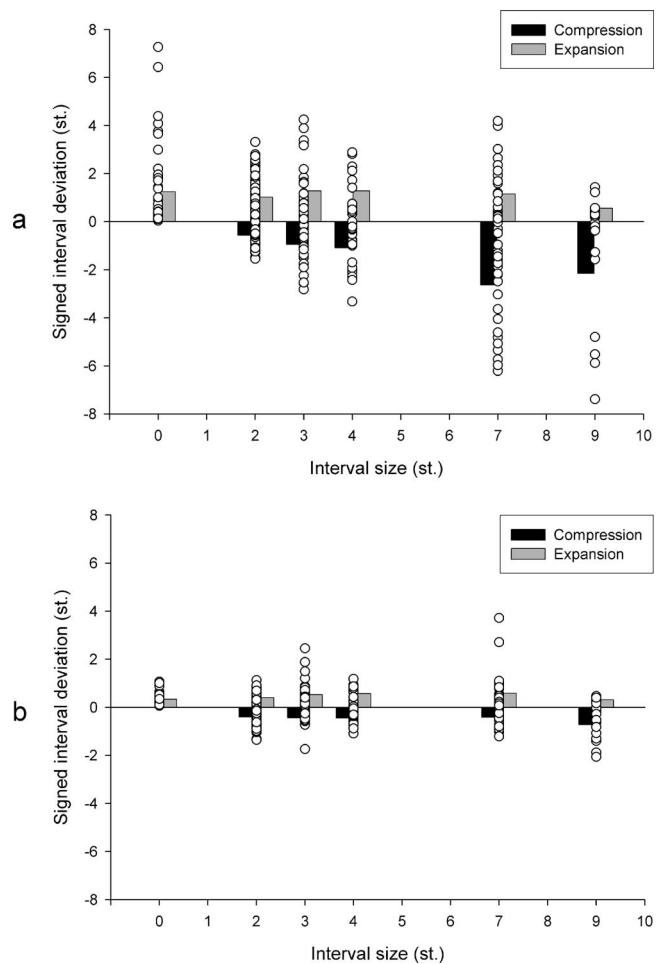 a
Signed interval deviation (st.)
8
6
4
2
0
-2
-4
-6
-8
Compression
Expansion
0 1 2 3 4 5 6 7 8 9 10
Interval size (st.)
b
Signed interval deviation (st.)
8
6
4
2
0
-2
-4
-6
-8
Compression
Expansion
0 1 2 3 4 5 6 7 8 9 10
Interval size (st.)